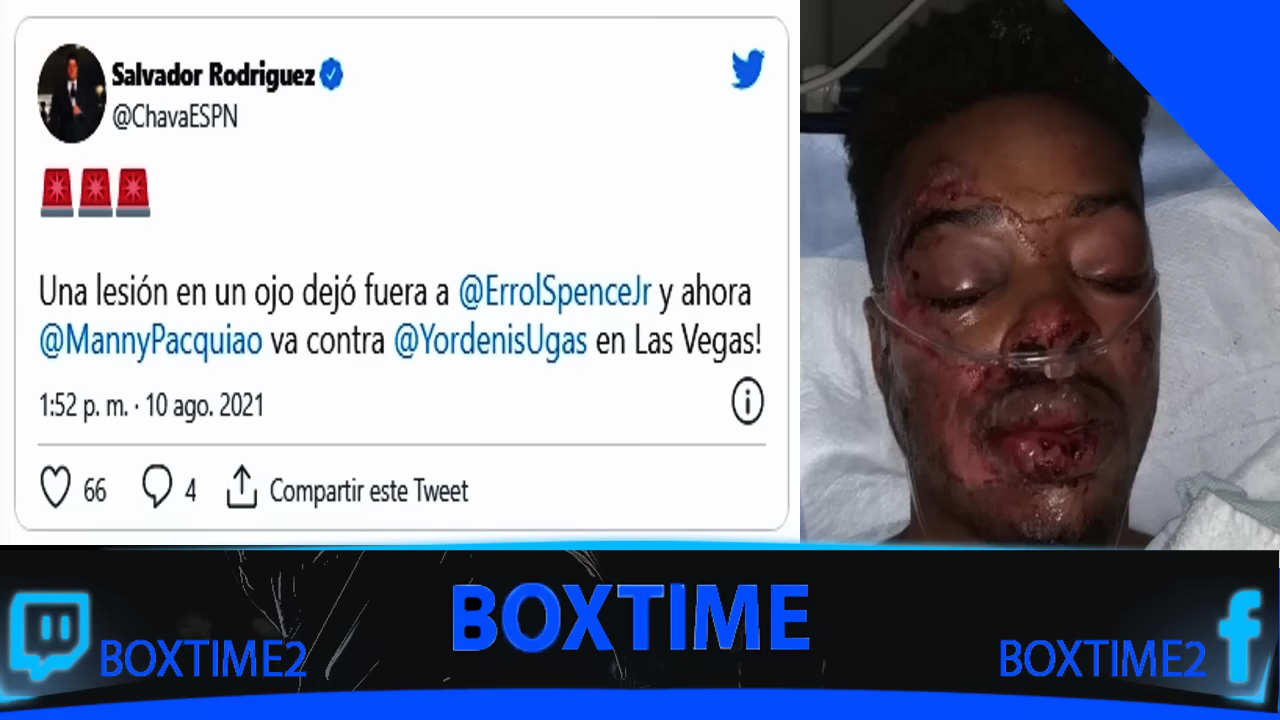 Salvador Rodriguez
@ChavaESPN
Una lesión en un ojo dejó fuera a @ErrolSpenceJr y ahora
@MannyPacquiao va contra @YordenisUgas en Las Vegas!
1:52 p. m. · 10 ago. 2021
66
4
Compartir este Tweet
BOXTIME
BOXTIME2
BOXTIME2